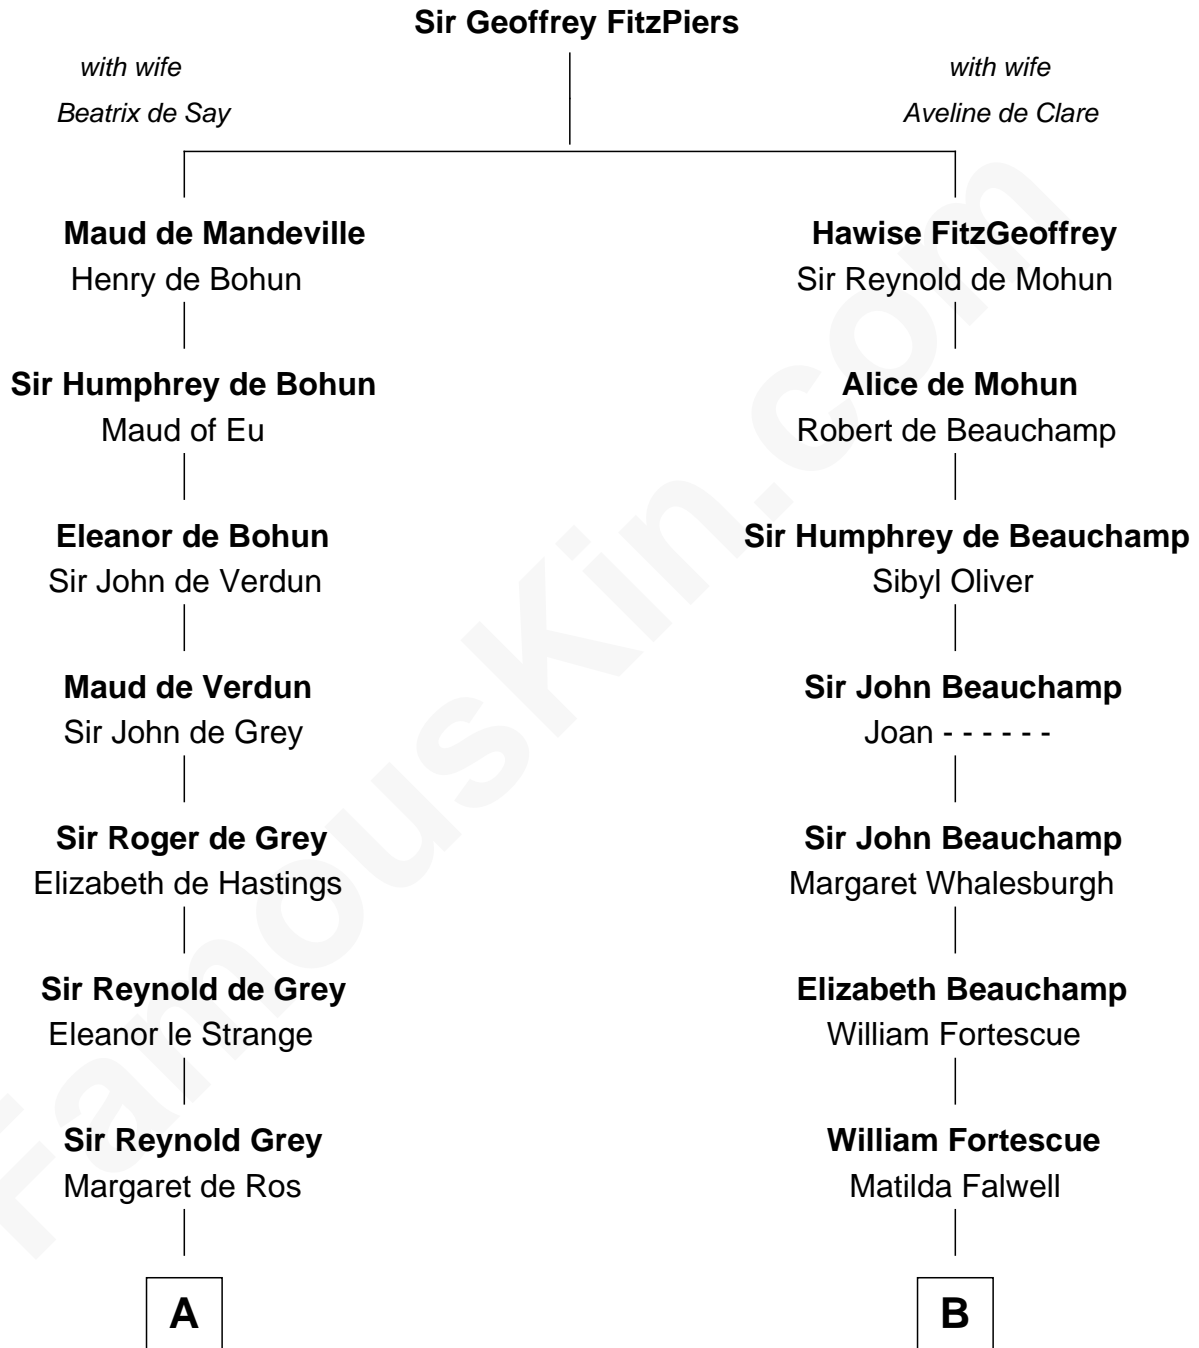 Sir Geoffrey FitzPiers
with wife
Beatrix de Say
with wife
Aveline de Clare
Maud de Mandeville
Henry de Bohun
Hawise FitzGeoffrey
Sir Reynold de Mohun
Sir Humphrey de Bohun
Maud of Eu
Alice de Mohun
Robert de Beauchamp
Eleanor de Bohun
Sir John de Verdun
Sir Humphrey de Beauchamp
Sibyl Oliver
Maud de Verdun
Sir John de Grey
Sir John Beauchamp
Joan - - - - - -
Sir Roger de Grey
Elizabeth de Hastings
Sir John Beauchamp
Margaret Whalesburgh
Sir Reynold de Grey
Eleanor le Strange
Elizabeth Beauchamp
William Fortescue
Sir Reynold Grey
Margaret de Ros
William Fortescue
Matilda Falwell
A
B
FamousKin.com